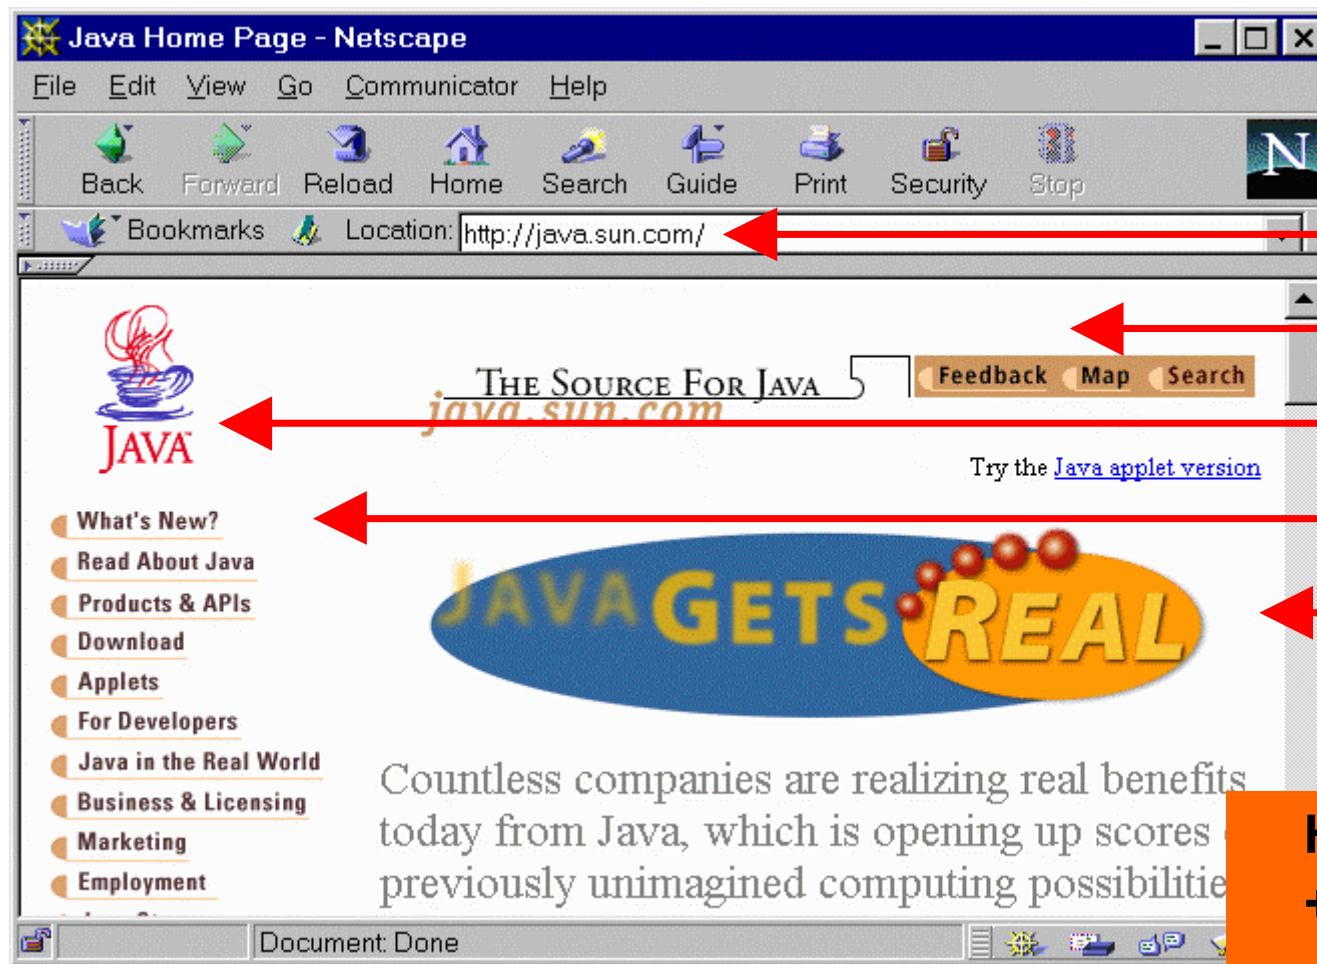 Java Home Page - Netscape
File Edit View Go Communicator Help
N
Back Forward Reload Home Search Guide Print Security Stop
Bookmarks Location: http://java.sun.com/
THE SOURCE FOR JAVA
java.sun.com
Feedback Map Search
JAVA
Try the Java applet version
What's New?
Read About Java
Products & APIs
Download
Applets
For Developers
Java in the Real World
Business & Licensing
Marketing
Employment
JAVA GETS REAL
Countless companies are realizing real benefits
today from Java, which is opening up scores
previously unimagined computing
Document: Done